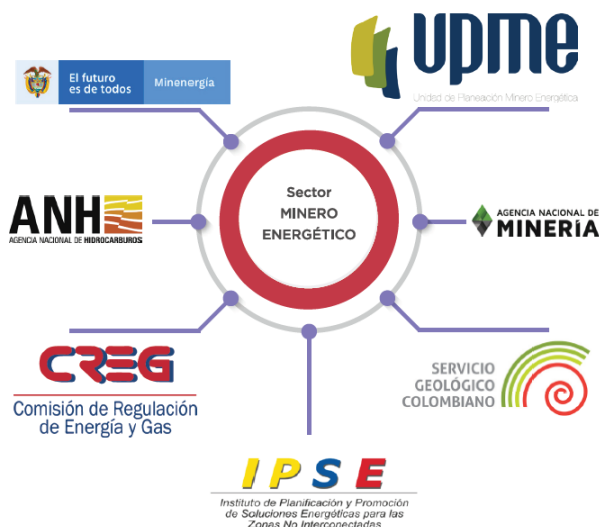 El futuro
es de todos
Minenergía
upme
Unidad de Planeación Minero Energética
Sector
MINERO
ENERGÉTICO
ANH
AGENCIA NACIONAL DE HIDROCARBUROS
AGENCIA NACIONAL DE
MINERÍA
CREG
Comisión de Regulación
de Energía y Gas
SERVICIO
GEOLÓGICO
COLOMBIANO
IPSE
Instituto de Planificación y Promoción
de Soluciones Energéticas para las
Zonas No Interconectadas